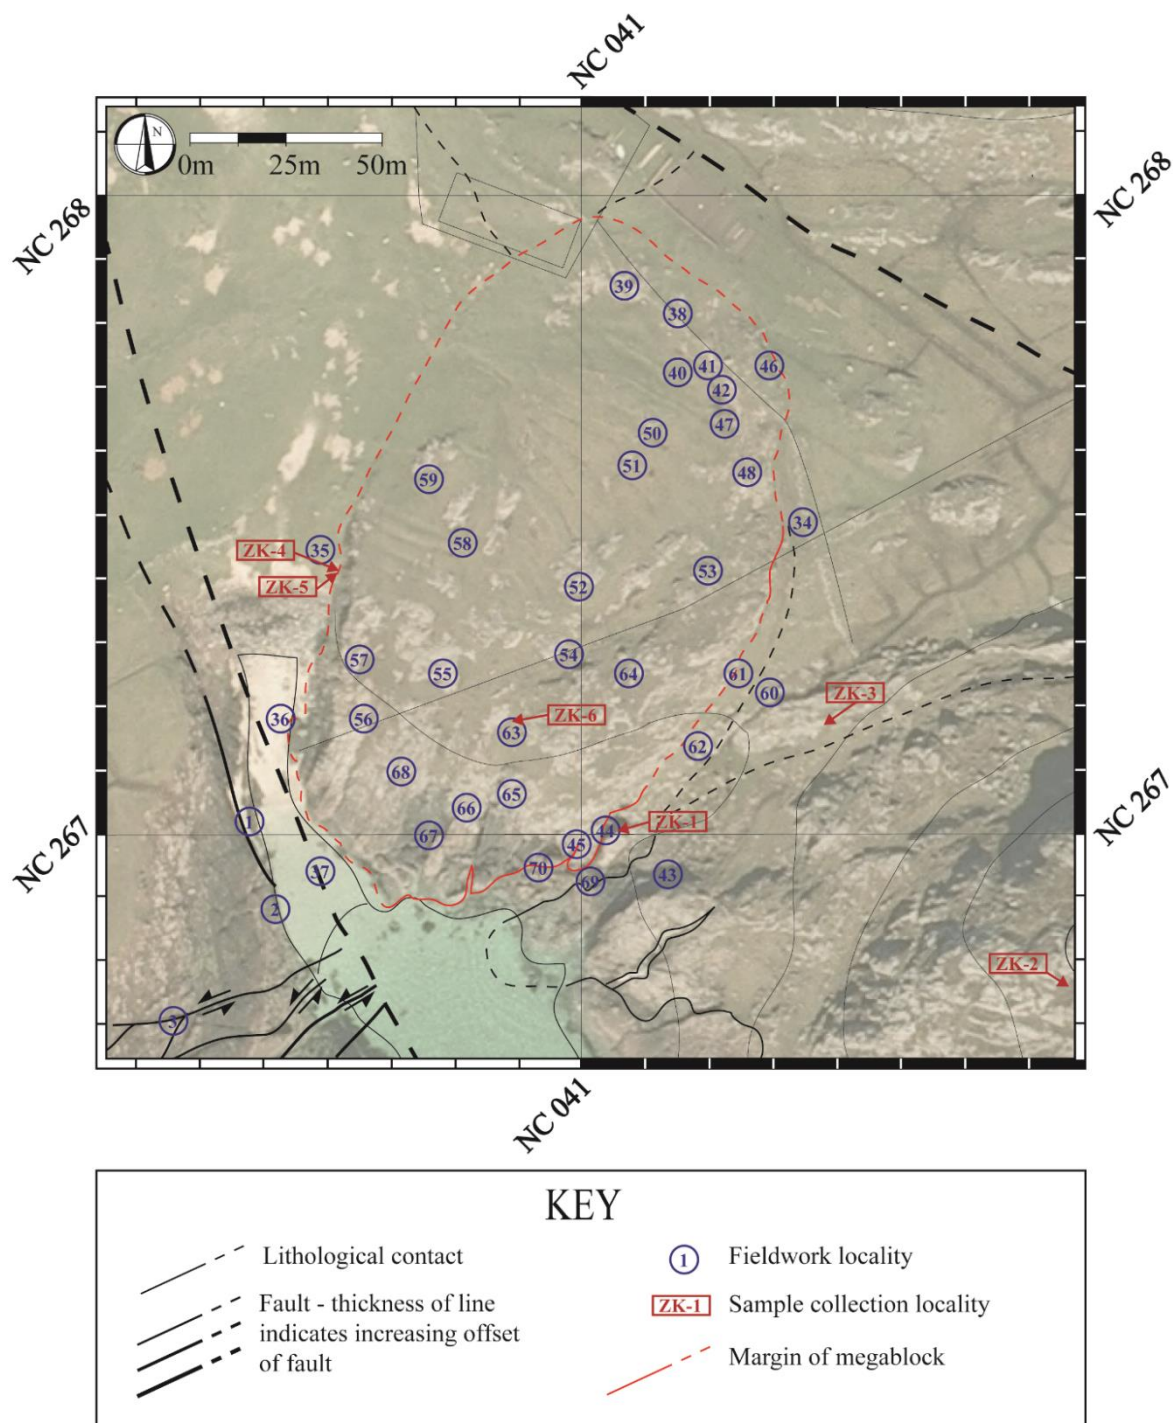 NC 041
NC 268
NC 268
N
0m 25m 50m
39
38
41
46
40
42
47
50
51
48
59
34
ZK-4
35
58
53
ZK-5
52
54
57
55
64
61
60
ZK-3
36
56
ZK-6
63
62
68
65
66
1
ZK-1
44
67
45
NC 267
NC 267
70
37
69
43
2
ZK-2
3
NC 041
KEY
Lithological contact
1 Fieldwork locality
Fault - thickness of line
indicates increasing offset
of fault
ZK-1 Sample collection locality
Margin of megablock